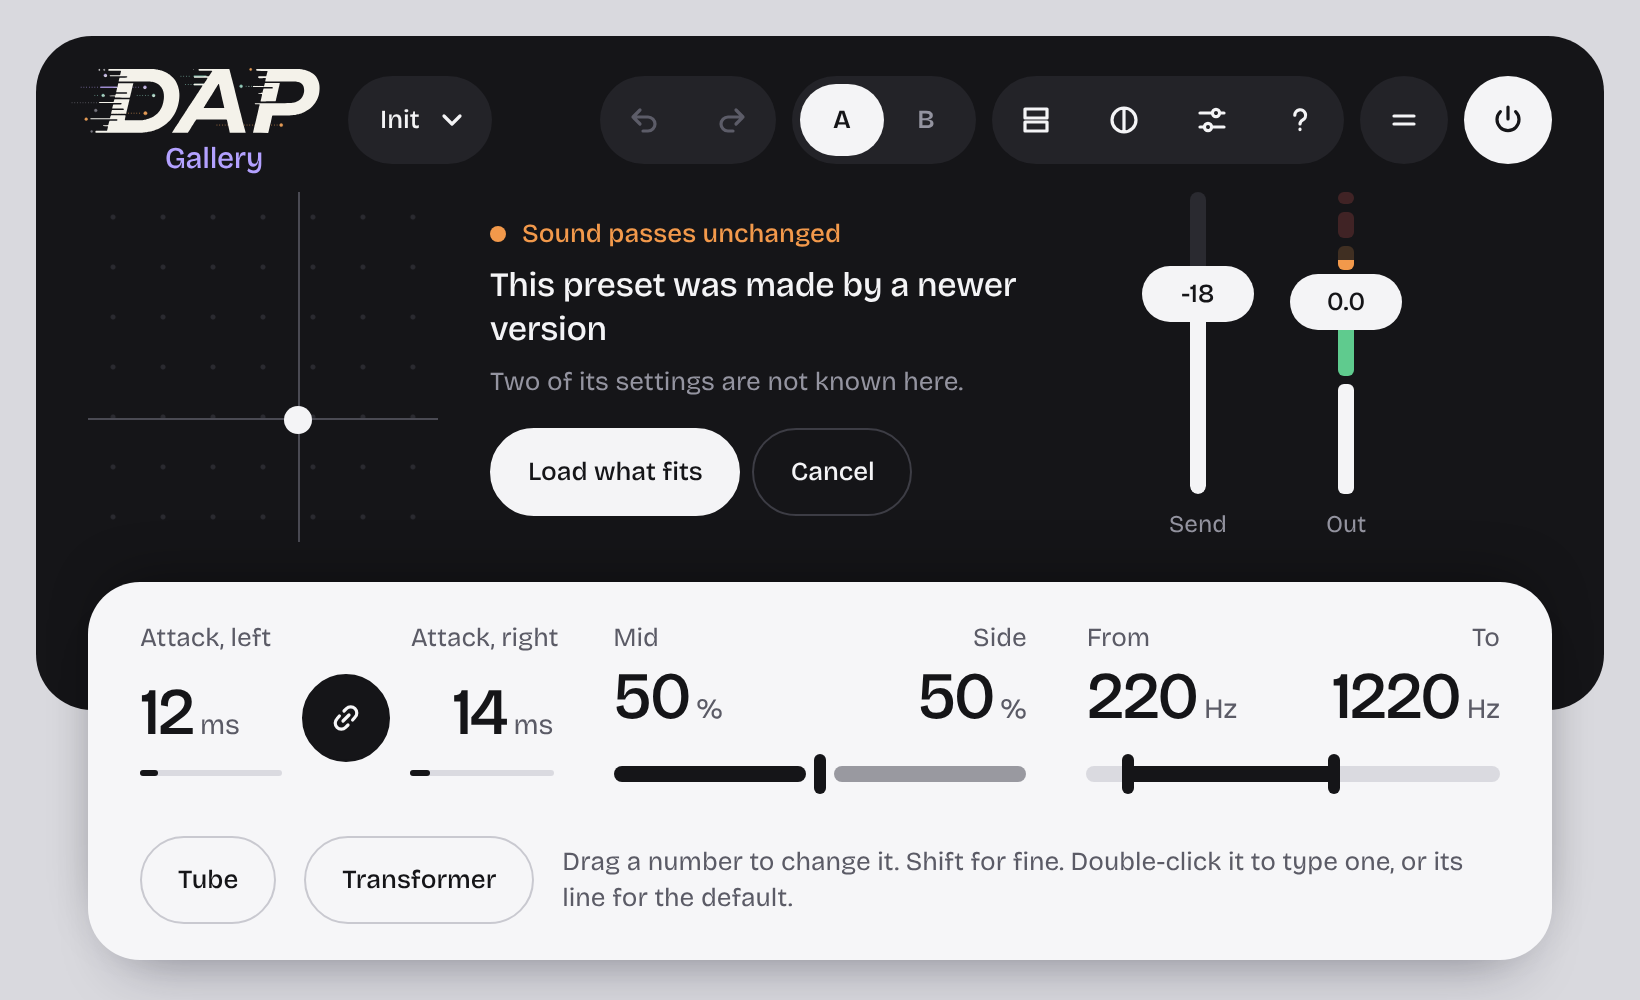 DAP
Gallery
Init
A
B
?
Sound passes unchanged
This preset was made by a newer
version
Two of its settings are not known here.
Load what fits
Cancel
-18
0.0
Send
Out
Attack, left
Attack, right
Mid
Side
From
To
12 ms
14 ms
50 %
50 %
220 Hz
1220 Hz
Tube
Transformer
Drag a number to change it. Shift for fine. Double-click it to type one, or its
line for the default.